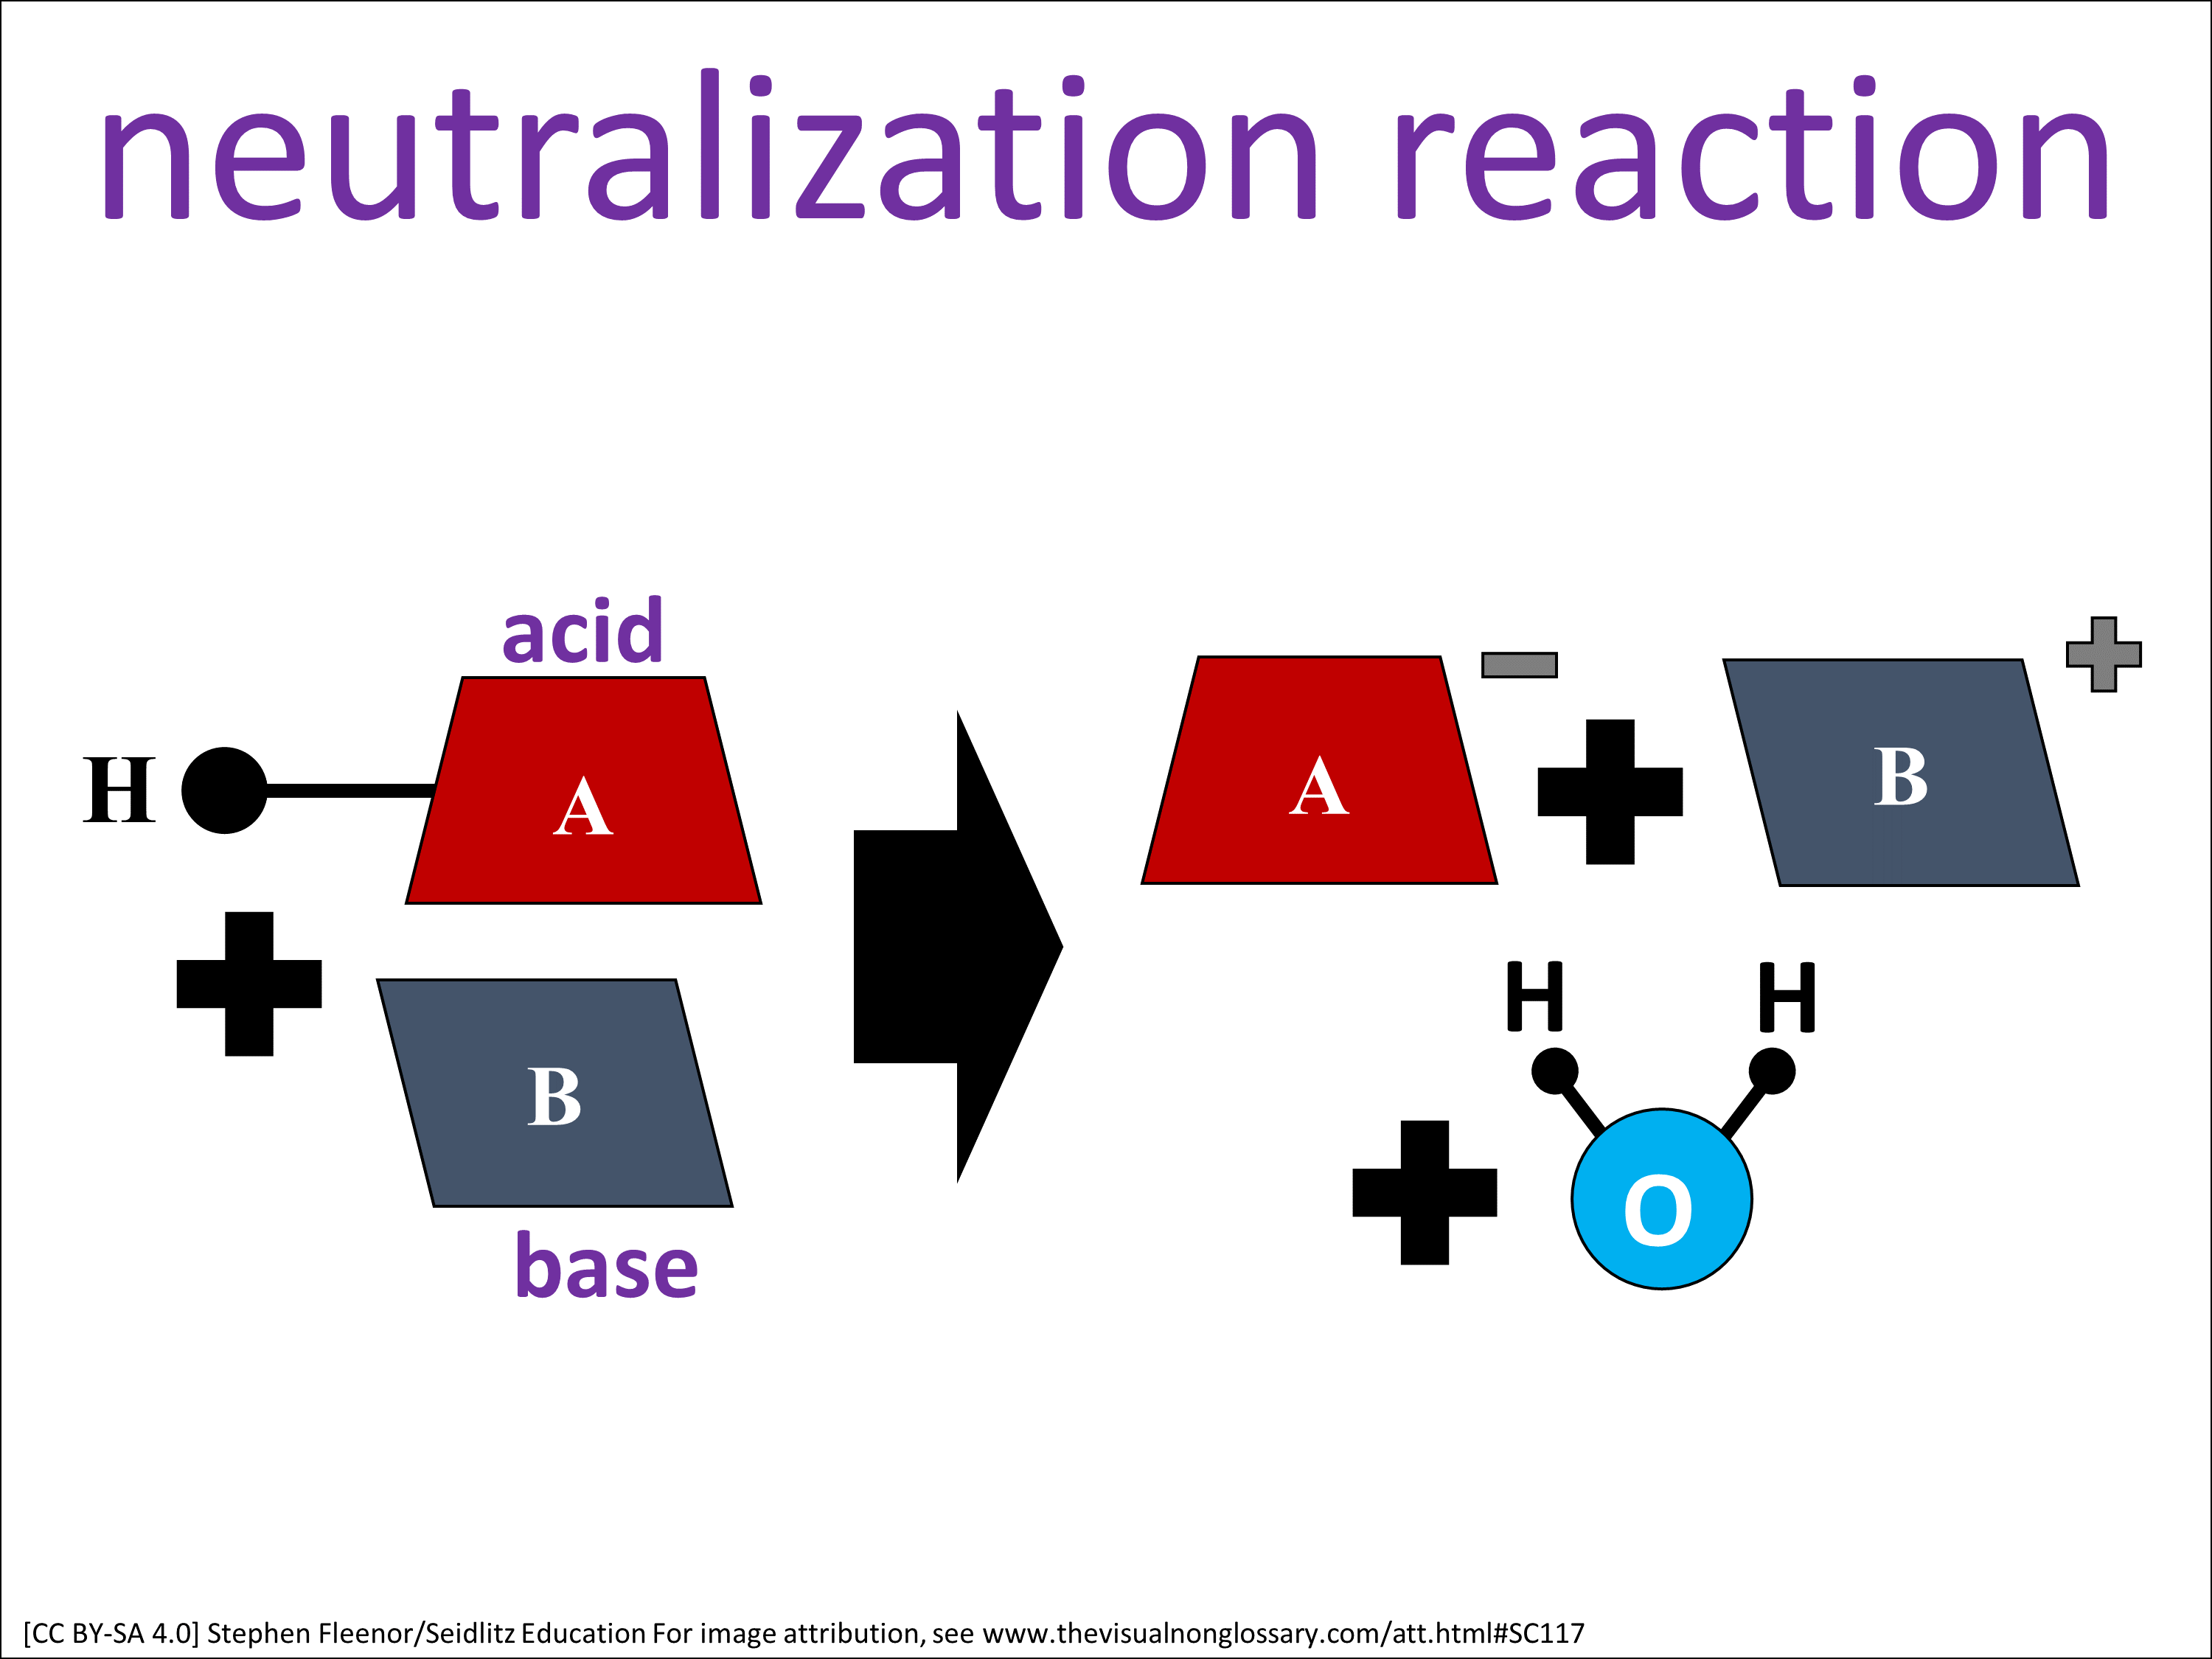 neutralization reaction
acid
H
A
B
base
A
B
H H
O
[CC BY-SA 4.0] Stephen Fleenor/Seidlitz Education For image attribution, see www.thevisualnonglossary.com/att.html#SC117